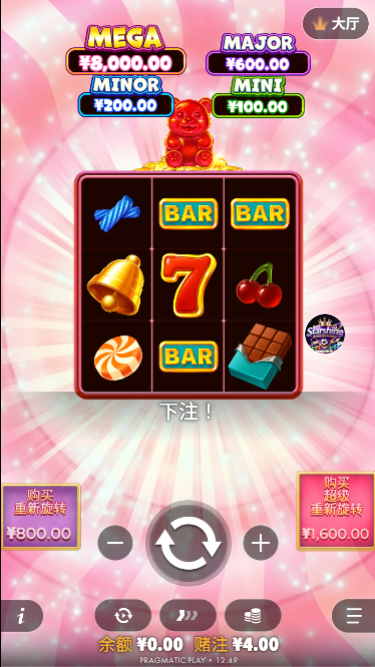 大厅
MEGA
¥8,000.00
MAJOR
¥600.00
MINOR
¥200.00
MINI
¥100.00
BAR
BAR
7
Starshine
BAR
下注！
购买
重新旋转
¥800.00
购买
超级
重新旋转
¥1,600.00
余额 ¥0.00 赌注 ¥4.00
PRAGMATIC PLAY • 12:49